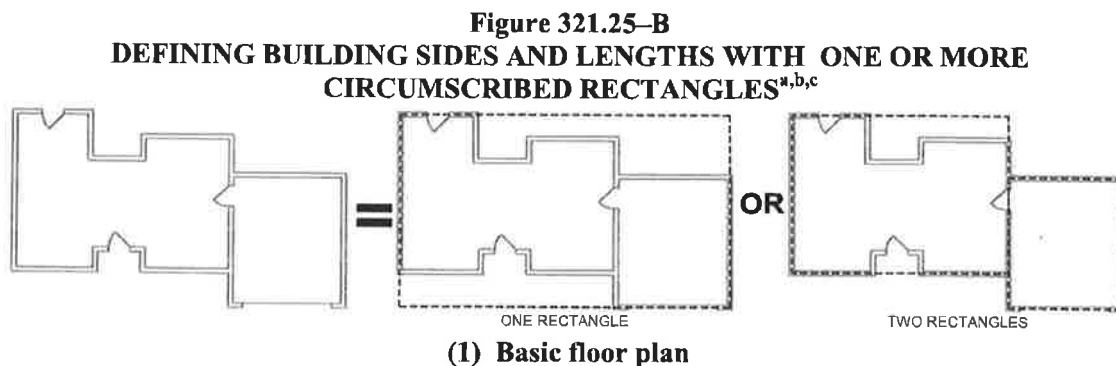 Figure 321.25–B
DEFINING BUILDING SIDES AND LENGTHS WITH ONE OR MORE
CIRCUMSCRIBED RECTANGLESa,b,c
= OR
ONE RECTANGLE
TWO RECTANGLES
(1) Basic floor plan